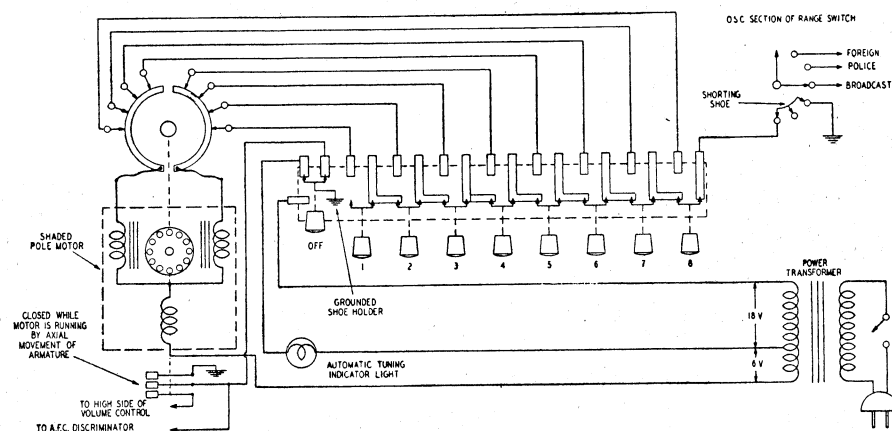 O.S.C SECTION OF RANGE SWITCH
FOREIGN
POLICE
BROADCAST
SHORTING
SHOE
SHADED
POLE MOTOR
OFF
1
2
3
4
5
6
7
8
GROUNDED
SHOE HOLDER
POWER
TRANSFORMER
CLOSED WHILE
MOTOR IS RUNNING
BY AXIAL
MOVEMENT OF
ARMATURE
18 V
6 V
AUTOMATIC TUNING
INDICATOR LIGHT
TO HIGH SIDE OF
VOLUME CONTROL
TO A.F.C. DISCRIMINATOR